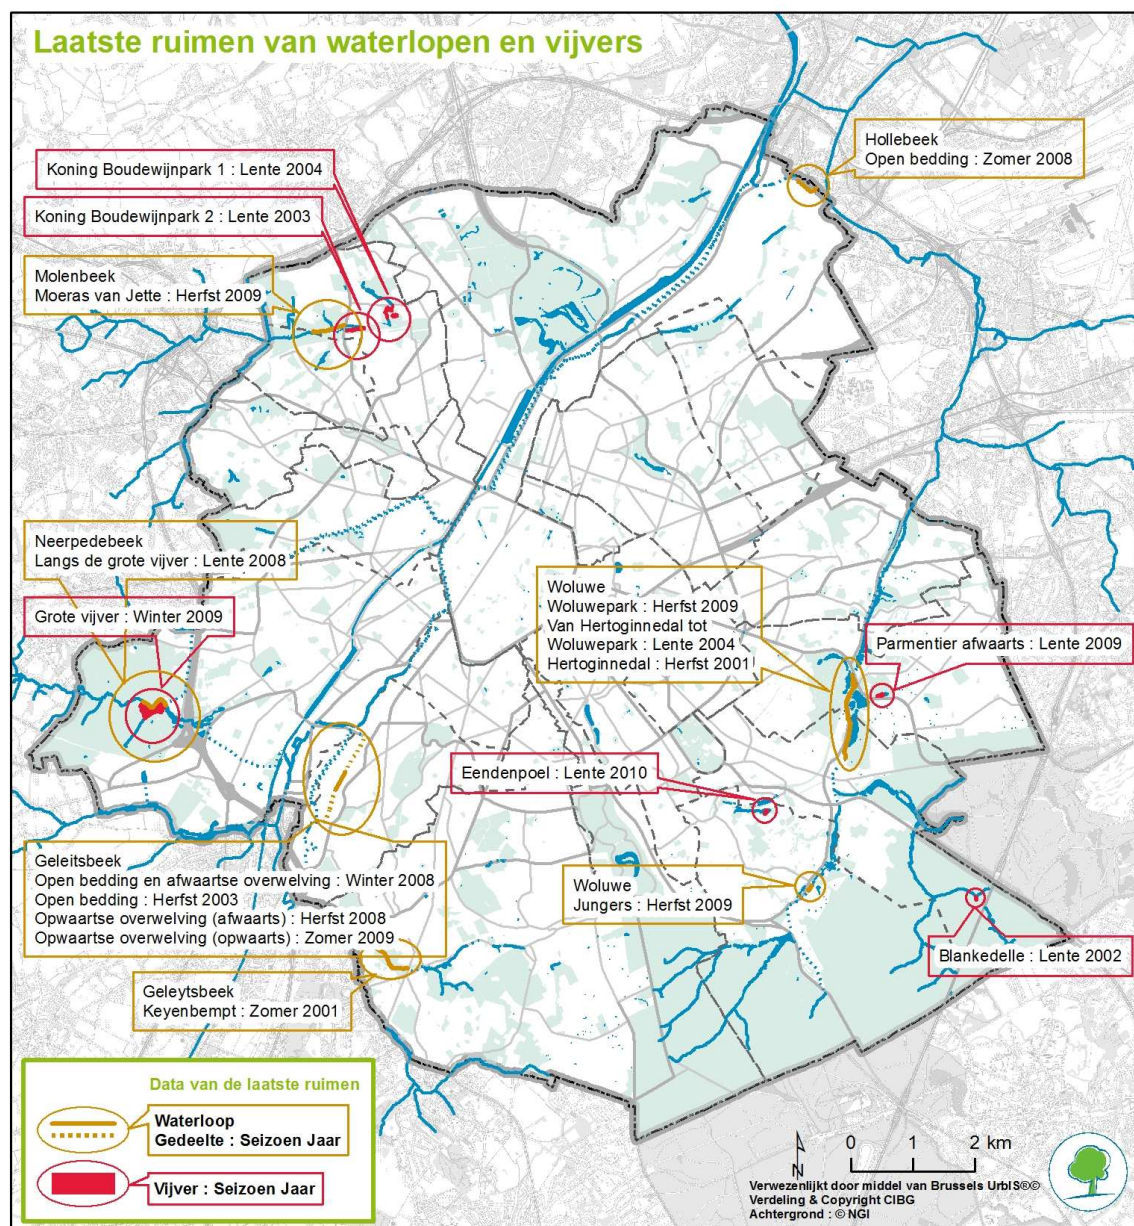 Laatste ruimen van waterlopen en vijvers
Hollebeek
Open bedding : Zomer 2008
Koning Boudewijnpark 1 : Lente 2004
Koning Boudewijnpark 2 : Lente 2003
Molenbeek
Moeras van Jette : Herfst 2009
Neerpedebeek
Langs de grote vijver : Lente 2008
Grote vijver : Winter 2009
Woluwe
Woluwepark : Herfst 2009
Van Hertoginnedal tot
Woluwepark : Lente 2004
Hertoginnedal : Herfst 2001
Parmentier afwaarts : Lente 2009
Eendenpoel : Lente 2010
Geleitsbeek
Open bedding en afwaartse overwelving : Winter 2008
Open bedding : Herfst 2003
Opwaartse overwelving (afwaarts) : Herfst 2008
Opwaartse overwelving (opwaarts) : Zomer 2009
Woluwe
Jungers : Herfst 2009
Blankedelle : Lente 2002
Geleytsbeek
Keyenbempt : Zomer 2001
Data van de laatste ruimen
Waterloop
Gedeelte : Seizoen Jaar
Vijver : Seizoen Jaar
N
0 1 2 km
Verwezenlijkt door middel van Brussels UrbIS®©
Verdeling & Copyright CIBG
Achtergrond : © NGI